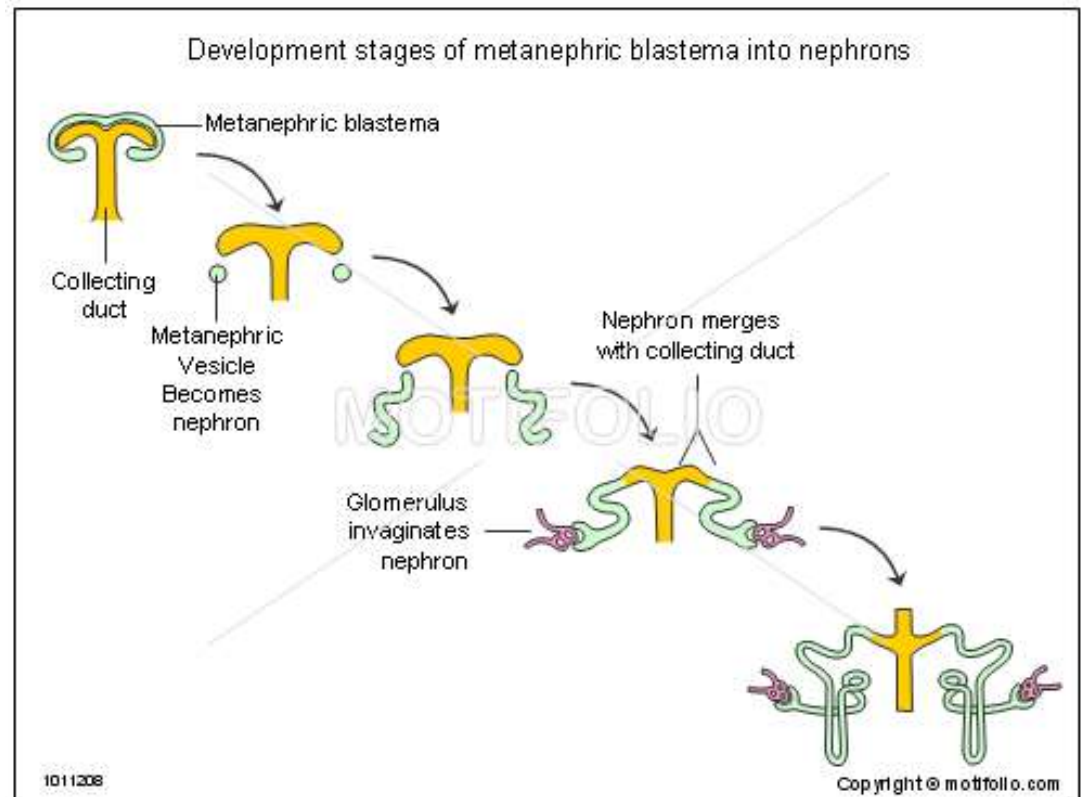 Development stages of metanephric blastema into nephrons
Metanephric blastema
Collecting
duct
Metanephric
Vesicle
Becomes
nephron
Nephron merges
with collecting duct
MOTIFOLIO
Glomerulus
invaginates
nephron
1011208
Copyright © motifolio.com